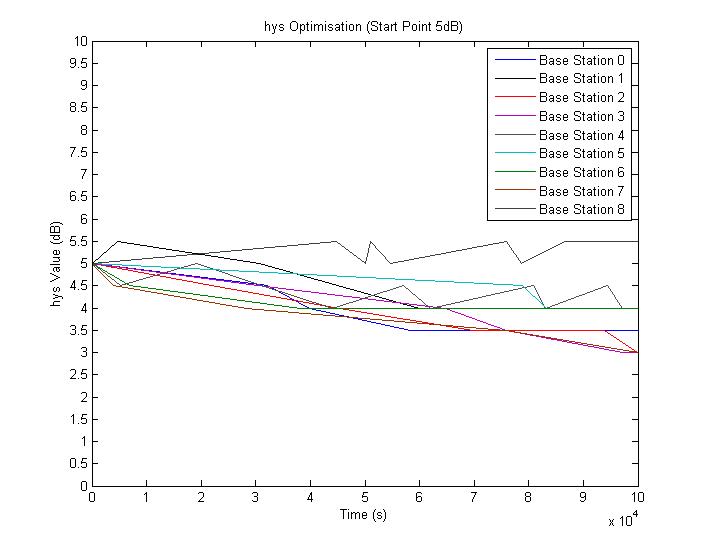 hys Optimisation (Start Point 5dB)
10
9.5
9
8.5
8
7.5
7
6.5
6
5.5
5
4.5
4
3.5
3
2.5
2
1.5
1
0.5
0
hys Value (dB)
Base Station 0
Base Station 1
Base Station 2
Base Station 3
Base Station 4
Base Station 5
Base Station 6
Base Station 7
Base Station 8
0 1 2 3 4 5 6 7 8 9 10
Time (s)
x 10^4